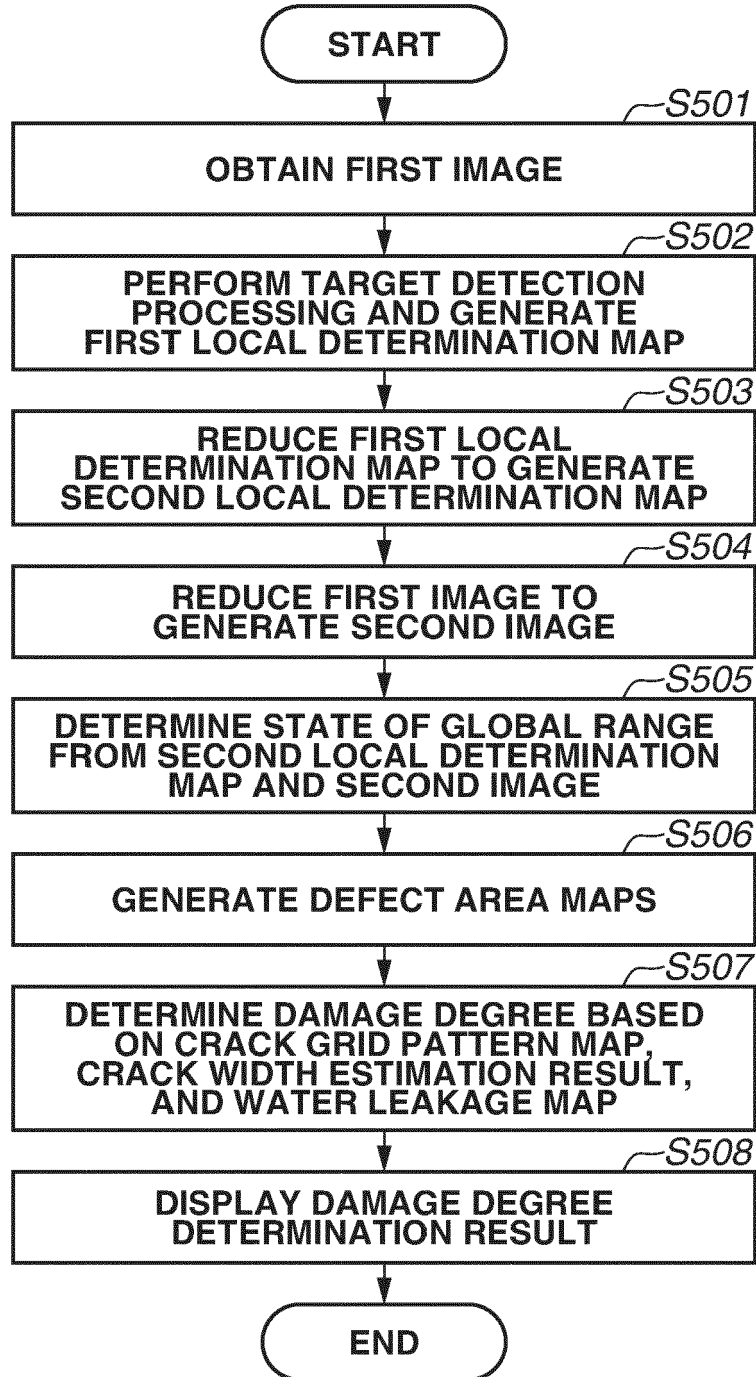 START
S501
OBTAIN FIRST IMAGE
S502
PERFORM TARGET DETECTION
PROCESSING AND GENERATE
FIRST LOCAL DETERMINATION MAP
S503
REDUCE FIRST LOCAL
DETERMINATION MAP TO GENERATE
SECOND LOCAL DETERMINATION MAP
S504
REDUCE FIRST IMAGE TO
GENERATE SECOND IMAGE
S505
DETERMINE STATE OF GLOBAL RANGE
FROM SECOND LOCAL DETERMINATION
MAP AND SECOND IMAGE
S506
GENERATE DEFECT AREA MAPS
S507
DETERMINE DAMAGE DEGREE BASED
ON CRACK GRID PATTERN MAP,
CRACK WIDTH ESTIMATION RESULT,
AND WATER LEAKAGE MAP
S508
DISPLAY DAMAGE DEGREE
DETERMINATION RESULT
END